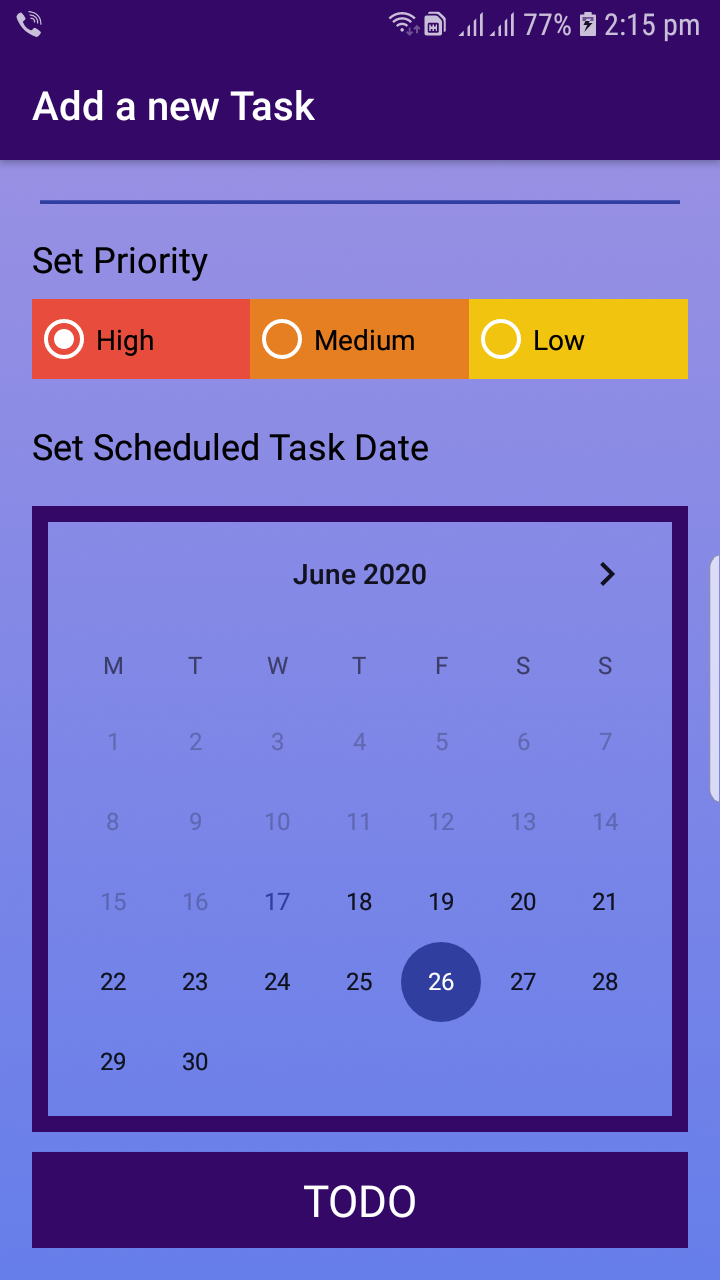 77% 2:15 pm
Add a new Task
Set Priority
High Medium Low
Set Scheduled Task Date
June 2020
M T W T F S S
1 2 3 4 5 6 7
8 9 10 11 12 13 14
15 16 17 18 19 20 21
22 23 24 25 26 27 28
29 30
TODO